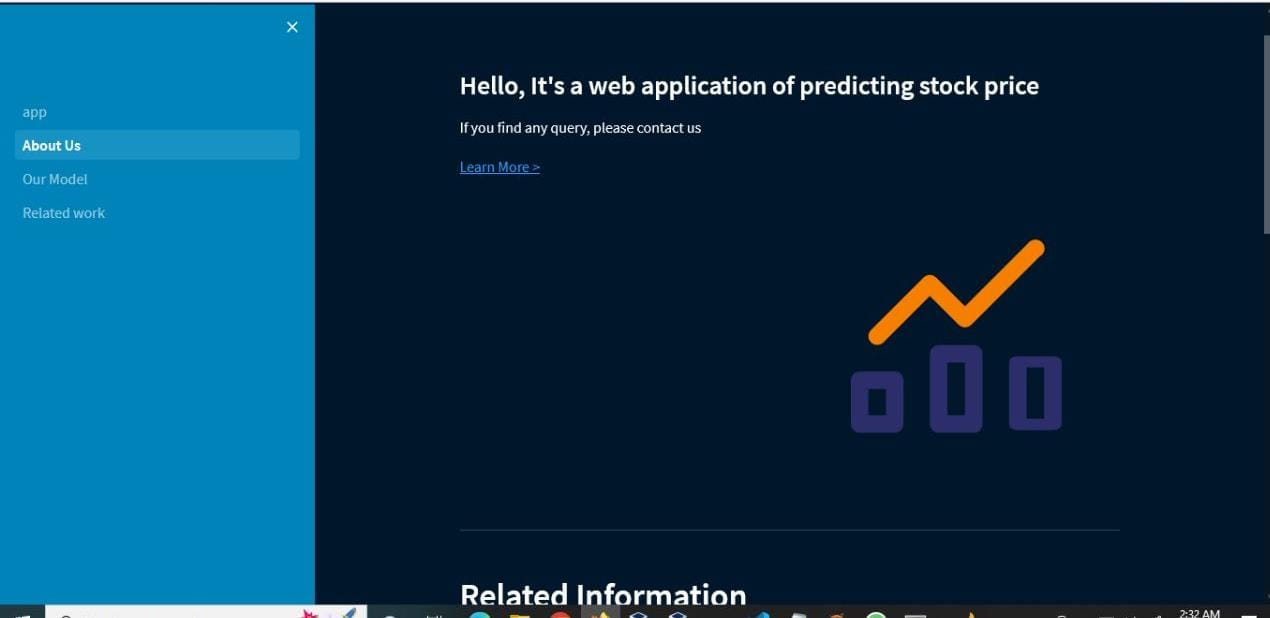 app
About Us
Our Model
Related work
Hello, It's a web application of predicting stock price
If you find any query, please contact us
Learn More >
Related Information
2:32 AM